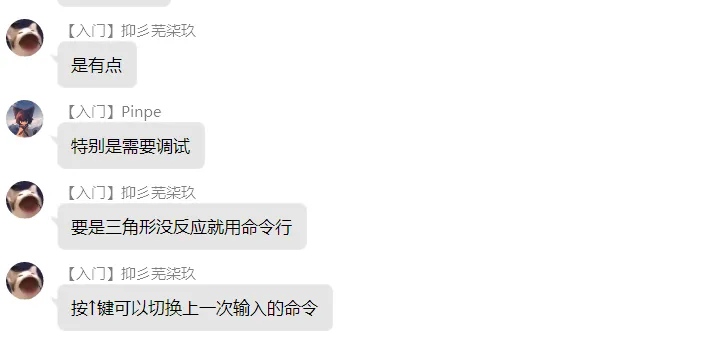 【入门】抑彡芜柒玖
是有点
【入门】Pinpe
特别是需要调试
【入门】抑彡芜柒玖
要是三角形没反应就用命令行
【入门】抑彡芜柒玖
按↑键可以切换上一次输入的命令